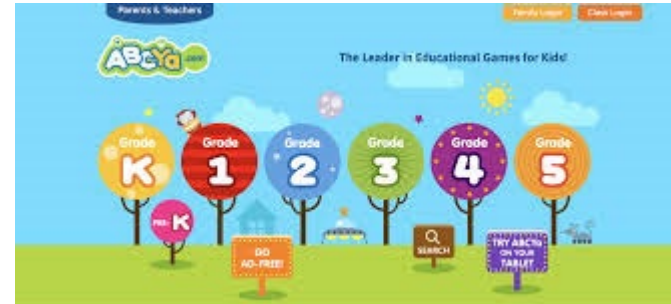 Parents & Teachers
Family Login
Class Login
ABCYa.com
The Leader in Educational Games for Kids!
Grade
K
Grade
1
Grade
2
Grade
3
Grade
4
Grade
5
PRE-K
GO
AD-FREE!
SEARCH
TRY ABCYa
ON YOUR
TABLET